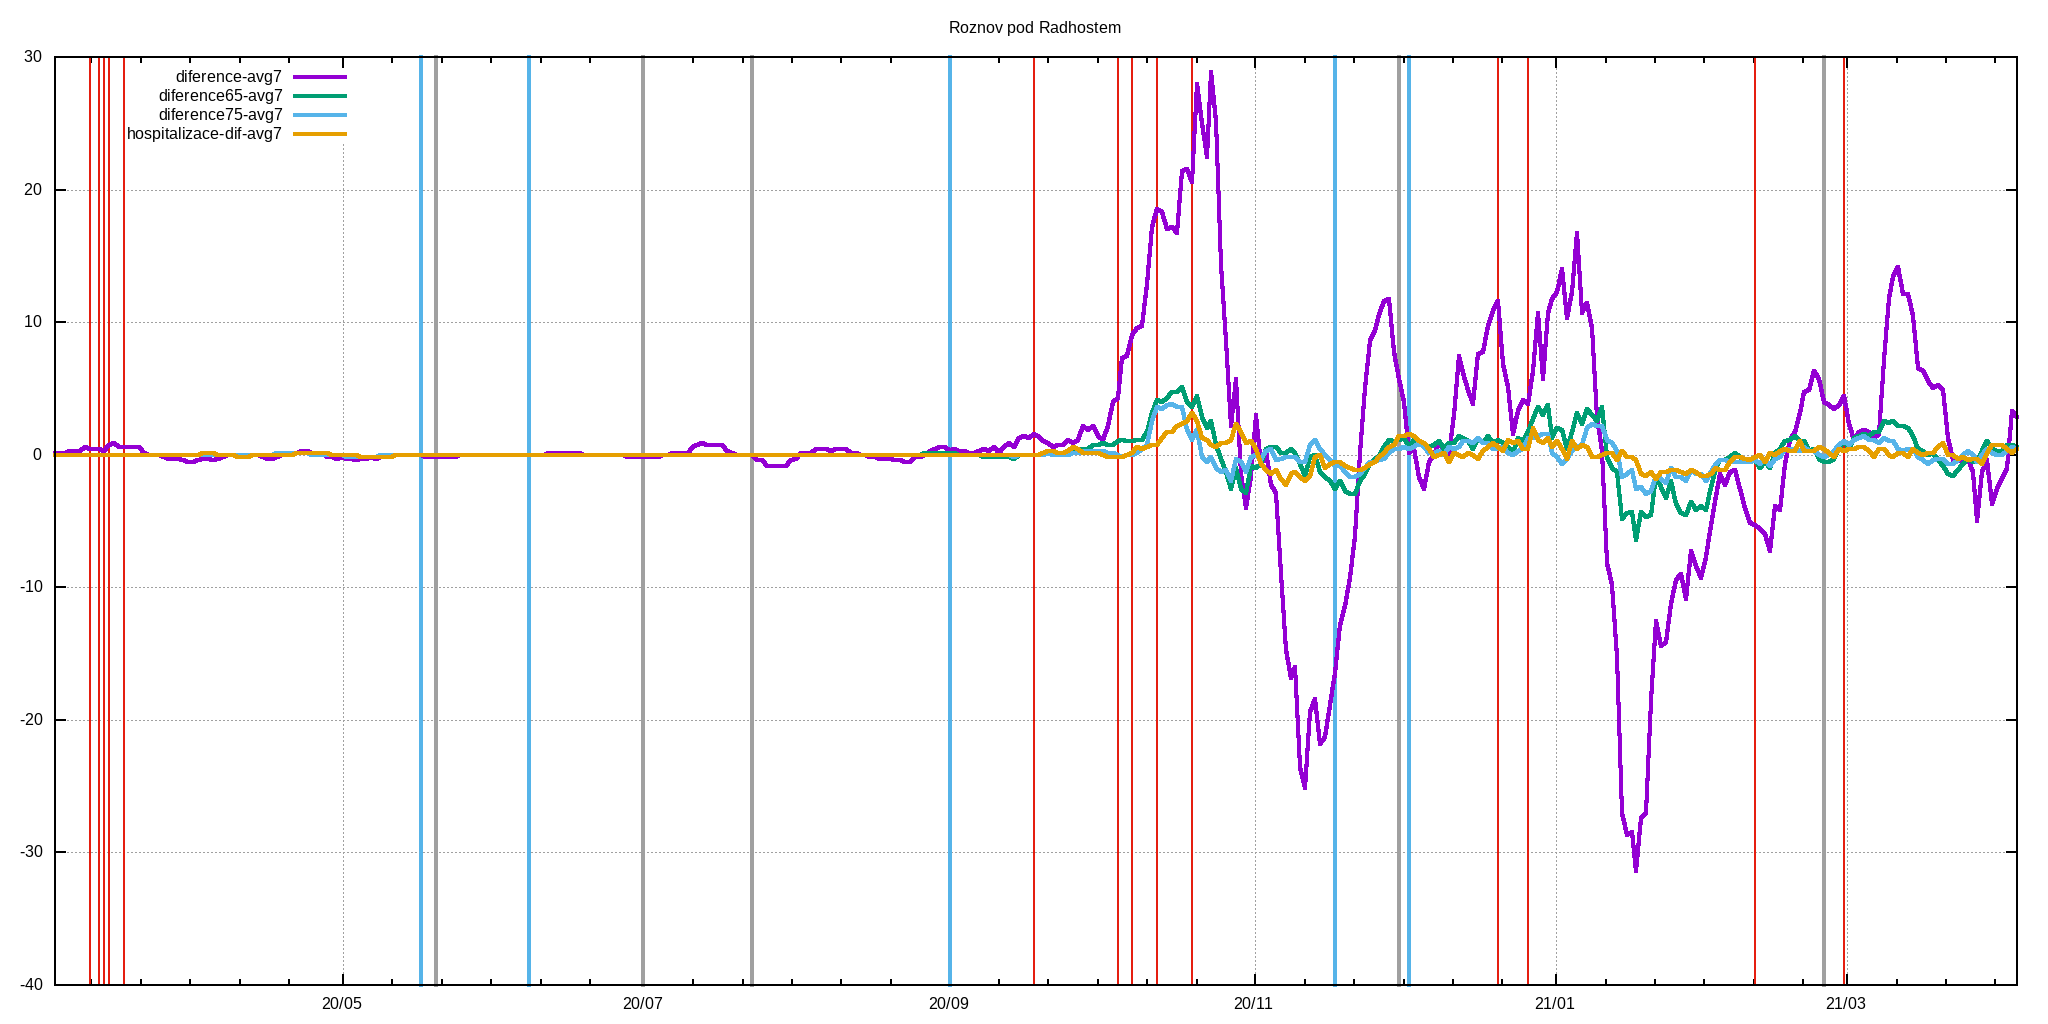 Roznov pod Radhostem
diference-avg7
diference65-avg7
diference75-avg7
hospitalizace-dif-avg7
30
20
10
0
-10
-20
-30
-40
20/05 20/07 20/09 20/11 21/01 21/03